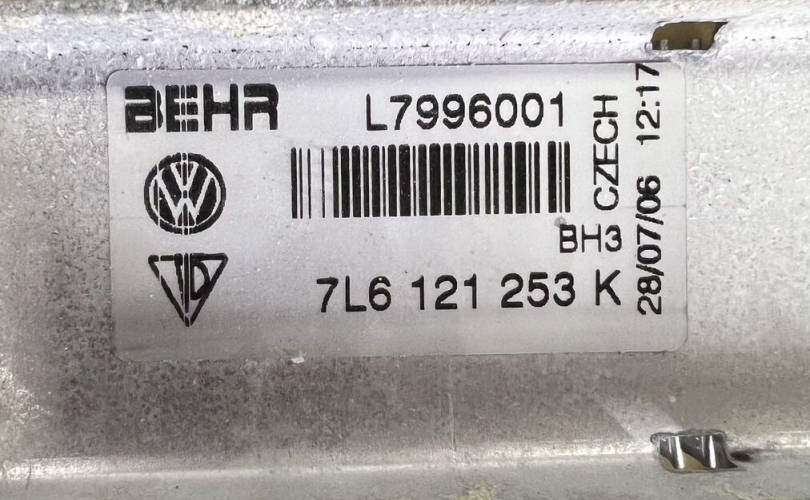 BEHR
L7996001
BH3
7L6 121 253 K
CZECH
28/07/06 12:17